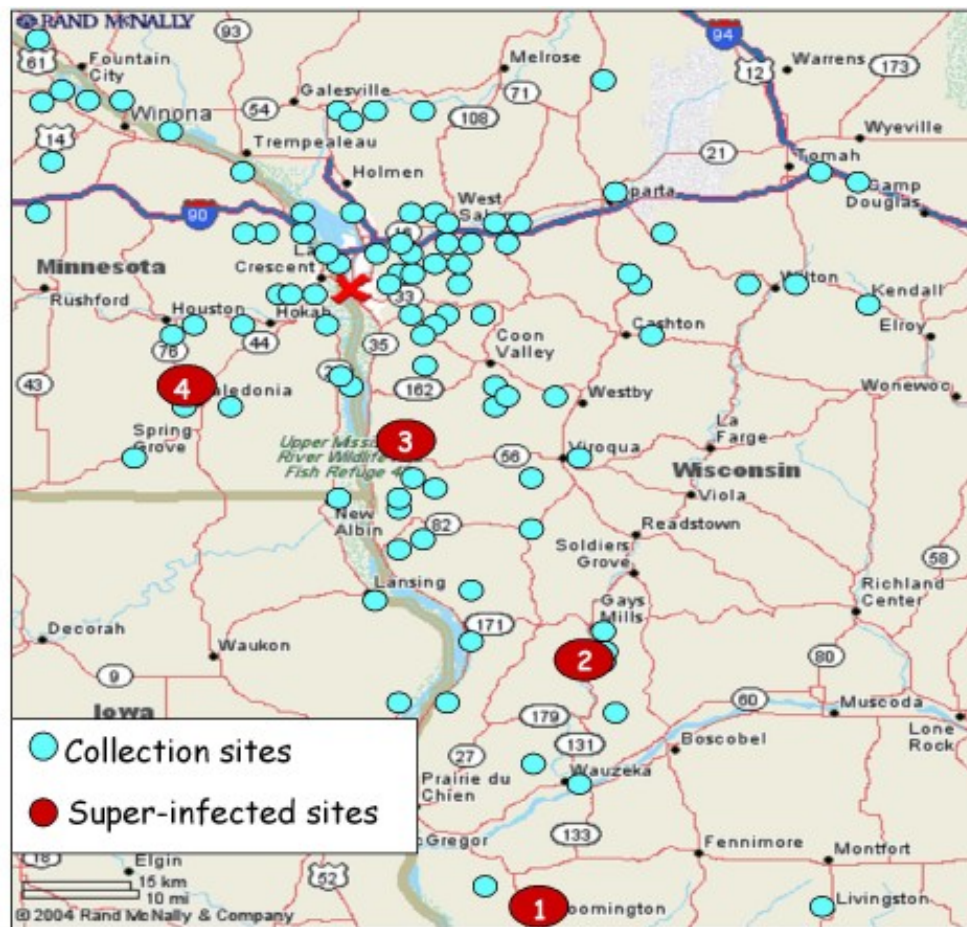 RAND McNALLY
93
94
61
Fountain
City
Melrose
12
Warrens
173
Galesville
71
54
108
Winona
Wyeville
14
Trempealeau
21
Tomah
Holmen
West
Camp
Douglas
90
16
La
Crescent
Minnesota
Rushford
33
Wilton
Kendall
Houston
Hokah
Cashton
Elroy
76
44
35
Coon
Valley
43
4
162
Westby
Wonewoc
3
La
Farge
Spring
Grove
Upper
River
Fish Refuge
56
Viroqua
Wisconsin
Viola
New
Albin
82
Readstown
Soldiers
Grove
58
Lansing
Gays
Mills
Richland
Center
Decorah
171
Waukon
2
80
9
60
Muscoda
Iowa
179
Lone
Rock
Boscobel
Collection sites
131
27
Wauzeka
Prairie du
Chien
Super-infected sites
133
18
Fennimore
Elgin
52
Montfort
15 km
10 mi
1
Livingston
© 2004 Rand McNally & Company